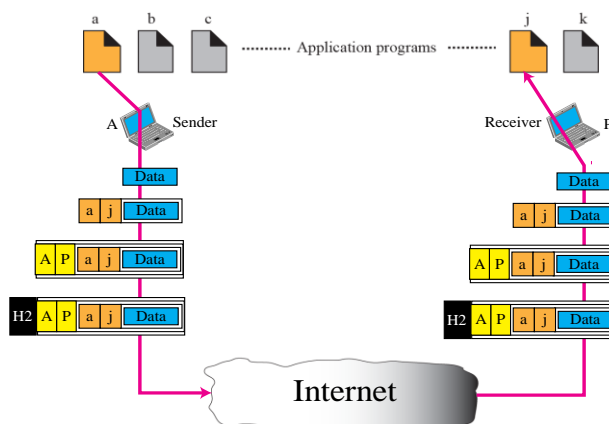 a b c j k
Application programs
A Sender Receiver P
Data Data
a j Data a j Data
A P a j Data A P a j Data
H2 A P a j Data H2 A P a j Data
Internet